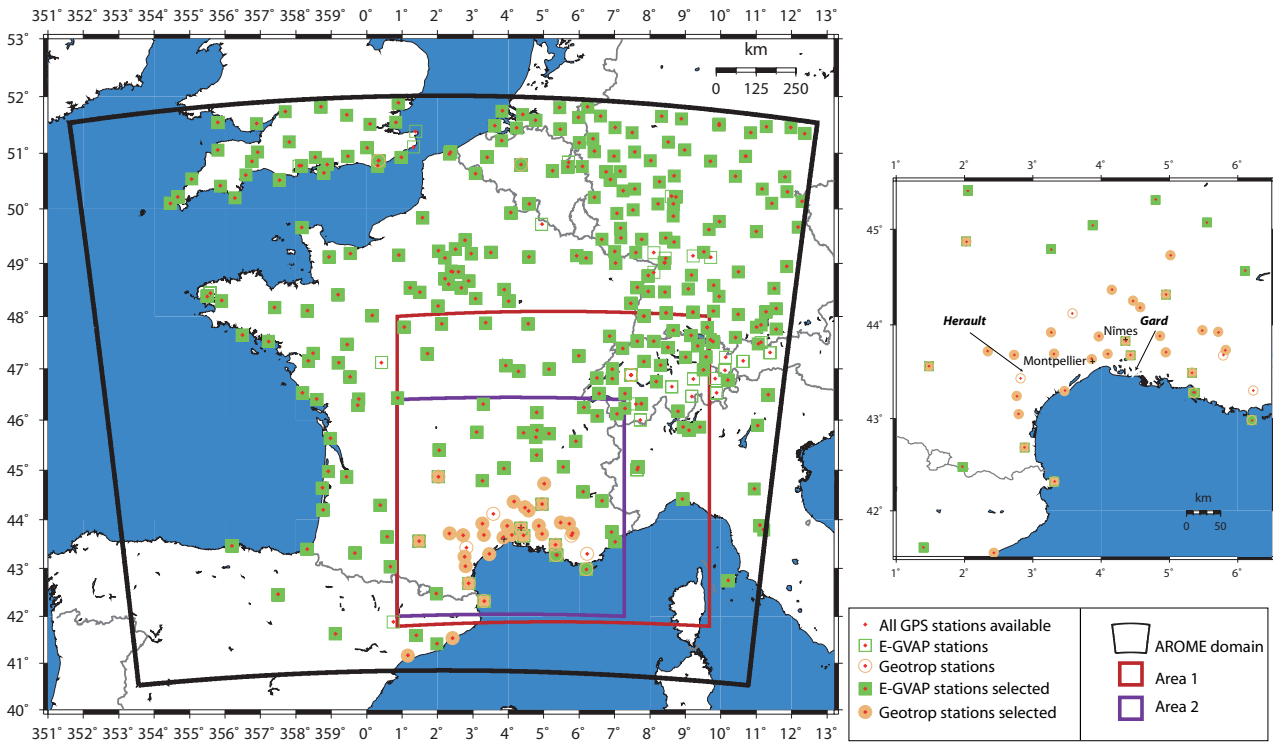 351° 352° 353° 354° 355° 356° 357° 358° 359° 0° 1° 2° 3° 4° 5° 6° 7° 8° 9° 10° 11° 12° 13°
53°
52°
51°
50°
49°
48°
47°
46°
45°
44°
43°
42°
41°
40°
km
0 125 250
351° 352° 353° 354° 355° 356° 357° 358° 359° 0° 1° 2° 3° 4° 5° 6° 7° 8° 9° 10° 11° 12° 13°
1° 2° 3° 4° 5° 6°
45°
44°
43°
42°
Herault
Nîmes
Gard
Montpellier
km
0 50
1° 2° 3° 4° 5° 6°
All GPS stations available
E-GVAP stations
Geotrop stations
E-GVAP stations selected
Geotrop stations selected
AROME domain
Area 1
Area 2